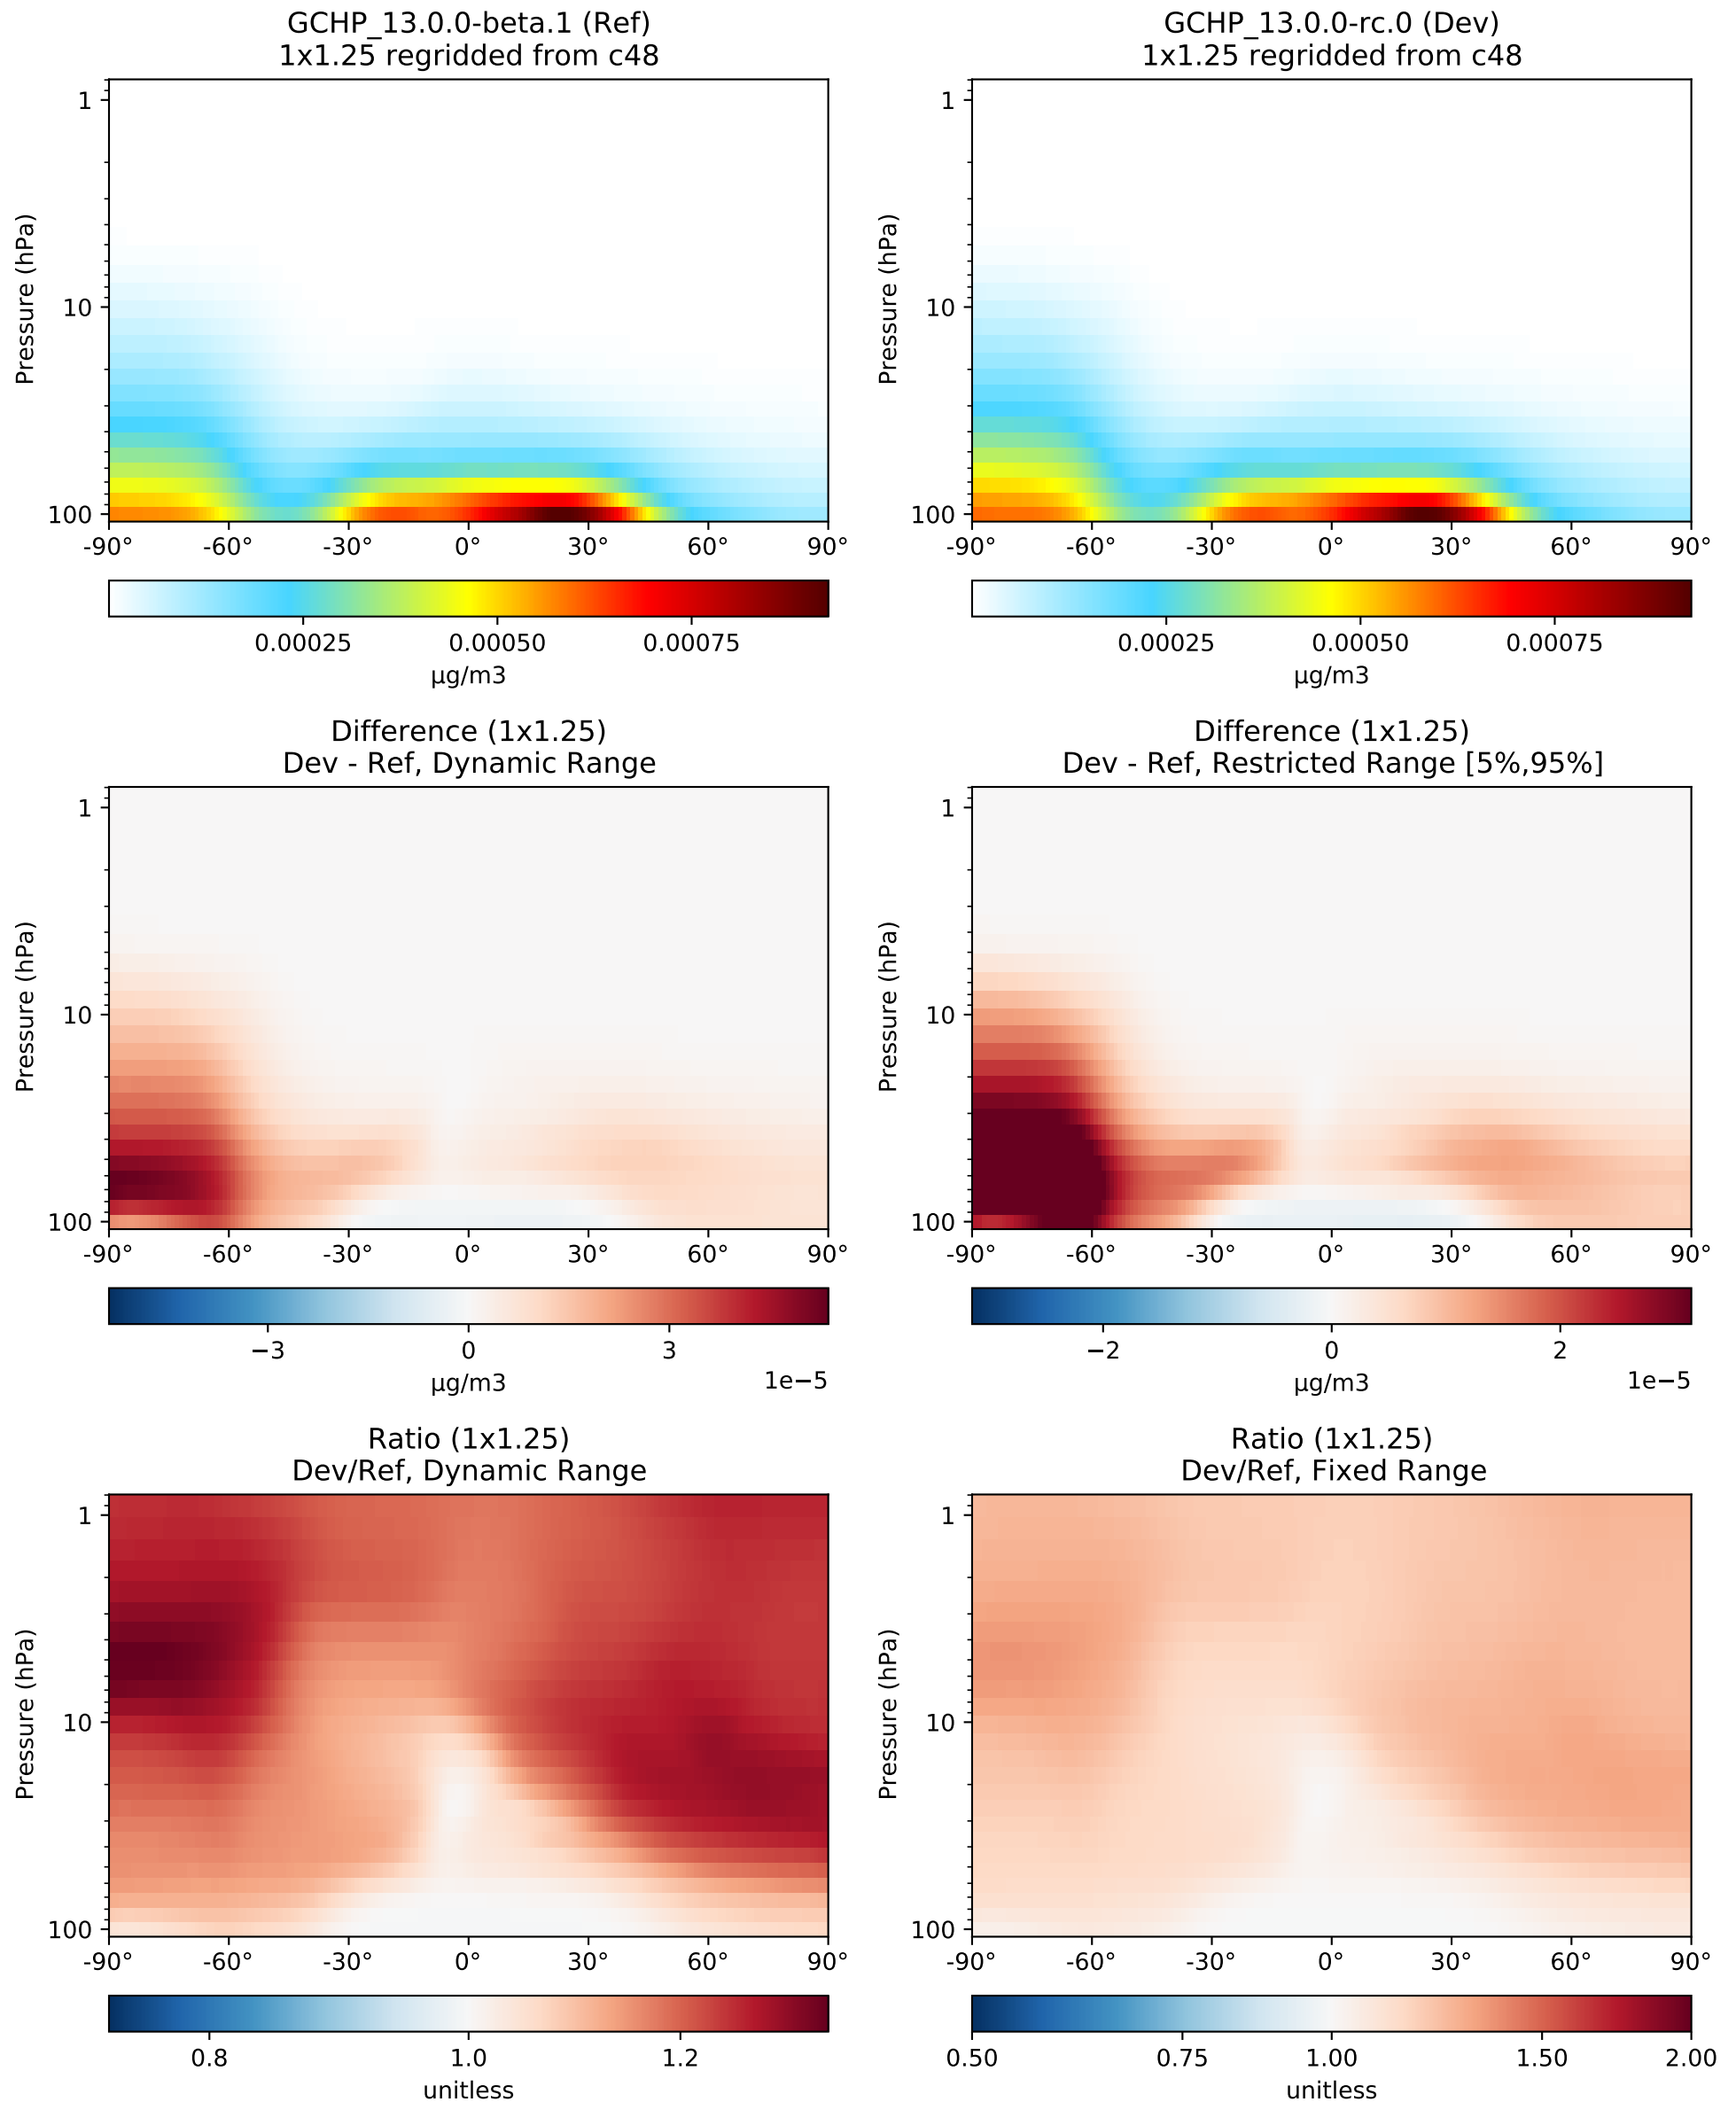 GCHP_13.0.0-beta.1 (Ref)
1x1.25 regridded from c48
Pressure (hPa)
1
10
100
-90° -60° -30° 0° 30° 60° 90°
0.00025 0.00050 0.00075
µg/m3
GCHP_13.0.0-rc.0 (Dev)
1x1.25 regridded from c48
Pressure (hPa)
1
10
100
-90° -60° -30° 0° 30° 60° 90°
0.00025 0.00050 0.00075
µg/m3
Difference (1x1.25)
Dev - Ref, Dynamic Range
Pressure (hPa)
1
10
100
-90° -60° -30° 0° 30° 60° 90°
−3 0 3
µg/m3
1e−5
Difference (1x1.25)
Dev - Ref, Restricted Range [5%,95%]
Pressure (hPa)
1
10
100
-90° -60° -30° 0° 30° 60° 90°
−2 0 2
µg/m3
1e−5
Ratio (1x1.25)
Dev/Ref, Dynamic Range
Pressure (hPa)
1
10
100
-90° -60° -30° 0° 30° 60° 90°
0.8 1.0 1.2
unitless
Ratio (1x1.25)
Dev/Ref, Fixed Range
Pressure (hPa)
1
10
100
-90° -60° -30° 0° 30° 60° 90°
0.50 0.75 1.00 1.50 2.00
unitless